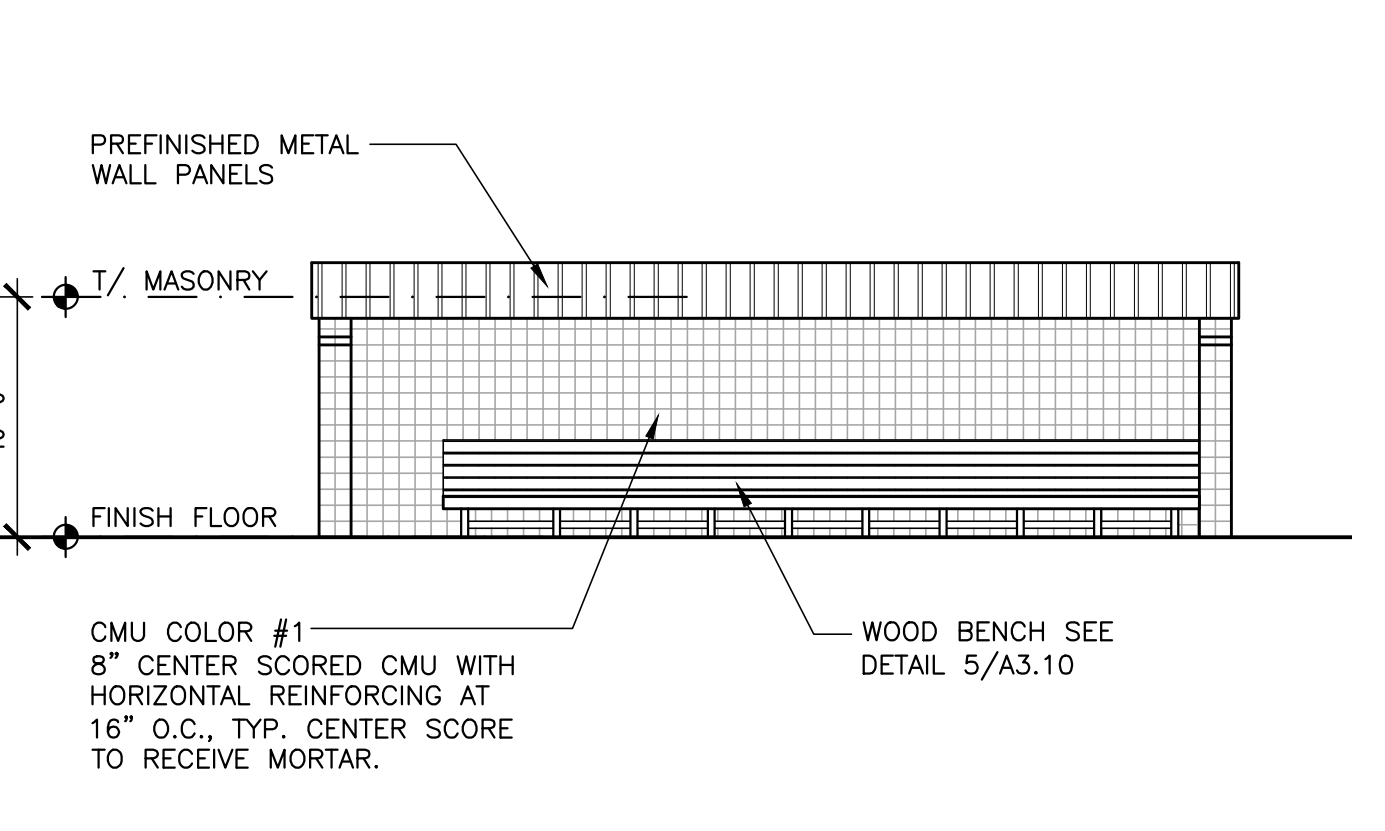 PREFINISHED METAL
WALL PANELS
T/ MASONRY
FINISH FLOOR
CMU COLOR #1
8” CENTER SCORED CMU WITH
HORIZONTAL REINFORCING AT
16” O.C., TYP. CENTER SCORE
TO RECEIVE MORTAR.
WOOD BENCH SEE
DETAIL 5/A3.10